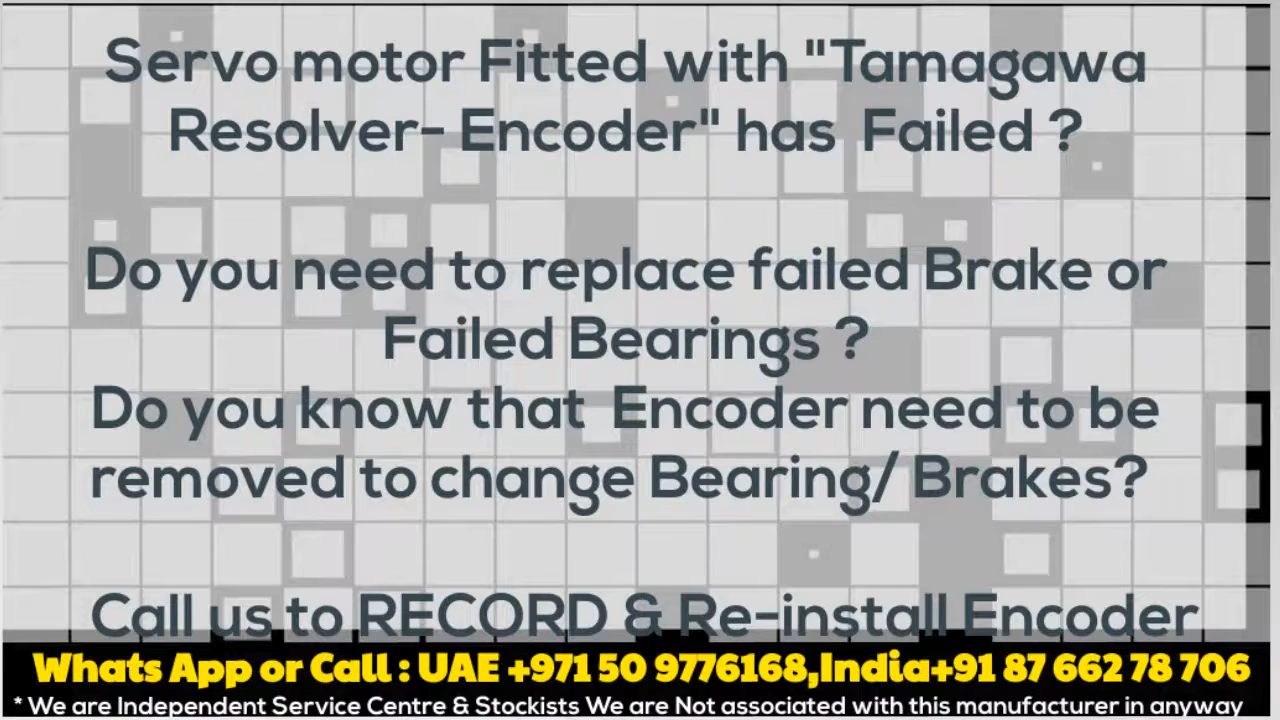 Servo motor Fitted with "Tamagawa
Resolver- Encoder" has Failed ?
Do you need to replace failed Brake or
Failed Bearings ?
Do you know that Encoder need to be
removed to change Bearing/ Brakes?
Call us to RECORD & Re-install Encoder
Whats App or Call : UAE +971 50 9776168,India+91 87 662 78 706
* We are Independent Service Centre & Stockists We are Not associated with this manufacturer in anyway